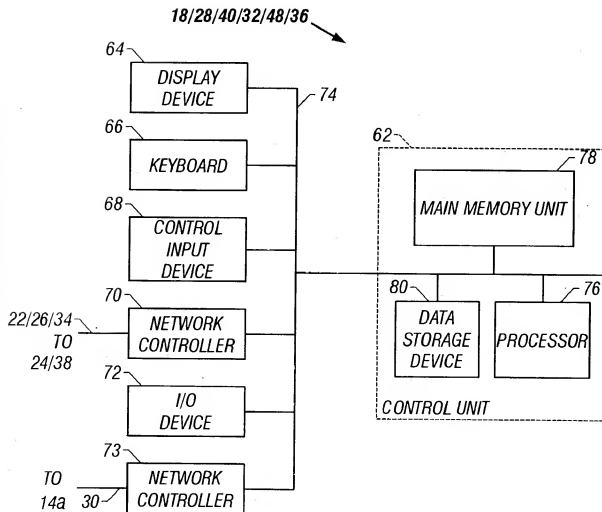 18/28/40/32/48/36
64
DISPLAY
DEVICE
74
66
KEYBOARD
62
78
MAIN MEMORY UNIT
68
CONTROL
INPUT
DEVICE
70
NETWORK
CONTROLLER
22/26/34
TO
24/38
80
DATA
STORAGE
DEVICE
76
PROCESSOR
CONTROL UNIT
72
I/O
DEVICE
73
NETWORK
CONTROLLER
TO
14a
30